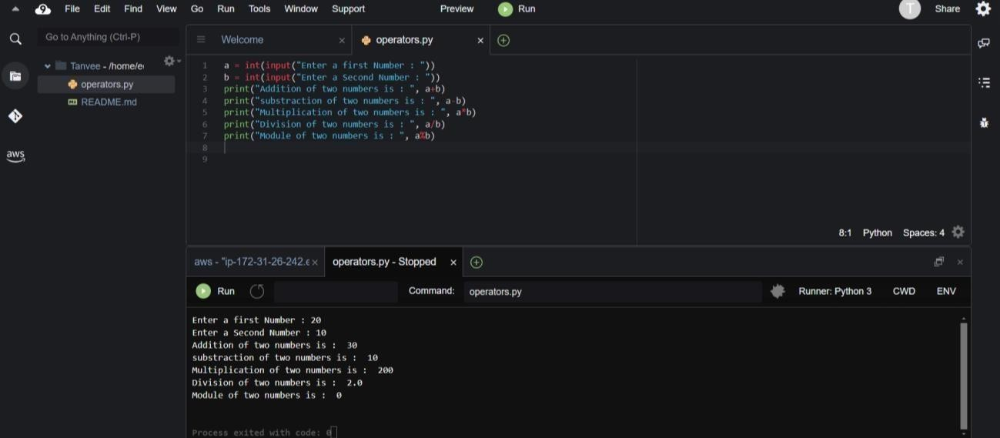 File Edit Find View Go Run Tools Window Support Preview Run T Share
Go to Anything (Ctrl-P)
Tanvee - /home/e
operators.py
README.md
aws
Welcome × operators.py ×
1 a = int(input("Enter a first Number : "))
2 b = int(input("Enter a Second Number : "))
3 print("Addition of two numbers is : ", a+b)
4 print("substraction of two numbers is : ", a-b)
5 print("Multiplication of two numbers is : ", a*b)
6 print("Division of two numbers is : ", a/b)
7 print("Module of two numbers is : ", a%b)
8
9
8:1 Python Spaces: 4
aws - "ip-172-31-26-242.e × operators.py - Stopped ×
Run Command: operators.py Runner: Python 3 CWD ENV
Enter a first Number : 20
Enter a Second Number : 10
Addition of two numbers is :  30
substraction of two numbers is :  10
Multiplication of two numbers is :  200
Division of two numbers is :  2.0
Module of two numbers is :  0
Process exited with code: 0